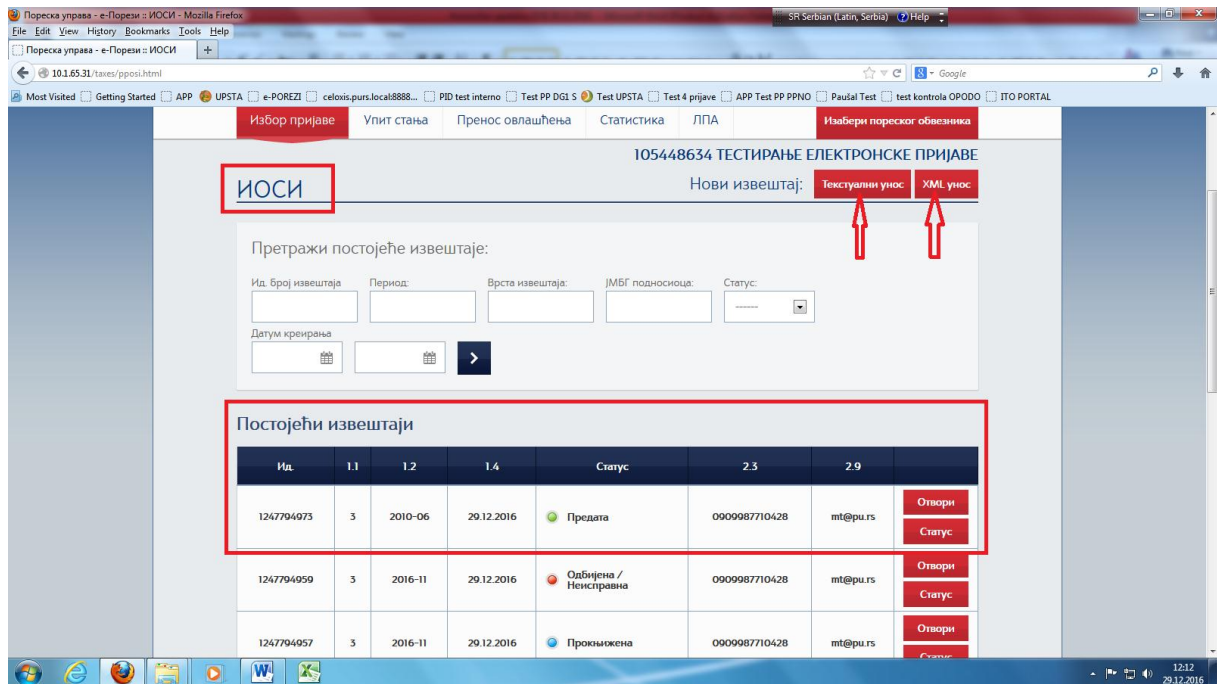 Пореска управа - е-Порези :: ИОСИ - Mozilla Firefox
SR Serbian (Latin, Serbia) ? Help
File Edit View History Bookmarks Tools Help
Пореска управа - е-Порези :: ИОСИ +
10.1.65.31/taxes/pposi.html
8 - Google
Most Visited Getting Started APP UPSTA e-POREZI celoxis.purs.local:8888... PID test interno Test PP DG1 S Test UPSTA Test 4 prijave APP Test PP PPNO Paušal Test test kontrola OPODO ITO PORTAL
Избор пријаве Упит стања Пренос овлашћења Статистика ЛПА Изабери пореског обвезника
105448634 ТЕСТИРАЊЕ ЕЛЕКТРОНСКЕ ПРИЈАВЕ
ИОСИ Нови извештај: Текстуални унос XML унос
Претражи постојеће извештаје:
Ид. број извештаја Период: Врста извештаја: ЈМБГ подносиоца: Статус:
------
Датум креирања
Постојећи извештаји
Ид. 1.1 1.2 1.4 Статус 2.3 2.9
1247794973 3 2010-06 29.12.2016 Предата 0909987710428 mt@pu.rs Отвори
Статус
1247794959 3 2016-11 29.12.2016 Одбијена / Неисправна 0909987710428 mt@pu.rs Отвори
Статус
1247794957 3 2016-11 29.12.2016 Прокњижена 0909987710428 mt@pu.rs Отвори
Статус
12:12
29.12.2016